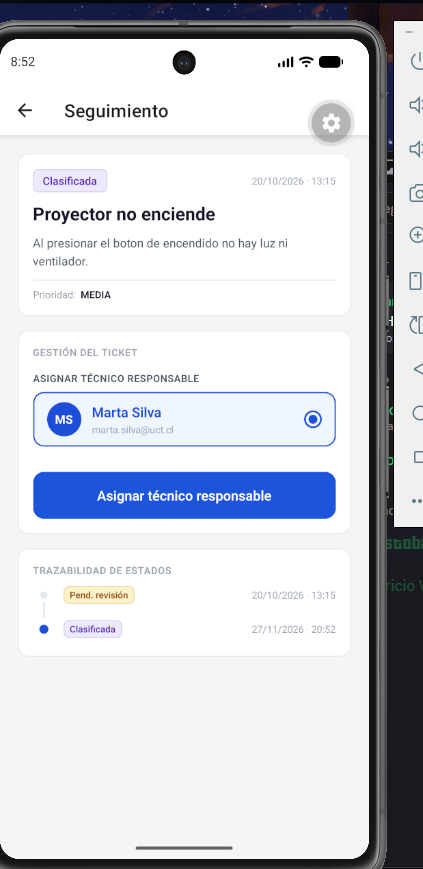 8:52
Seguimiento
Clasificada 20/10/2026 · 13:15
Proyector no enciende
Al presionar el boton de encendido no hay luz ni
ventilador.
Prioridad: MEDIA
GESTIÓN DEL TICKET
ASIGNAR TÉCNICO RESPONSABLE
MS Marta Silva
marta.silva@uct.cl
Asignar técnico responsable
TRAZABILIDAD DE ESTADOS
Pend. revisión 20/10/2026 · 13:15
Clasificada 27/11/2026 · 20:52